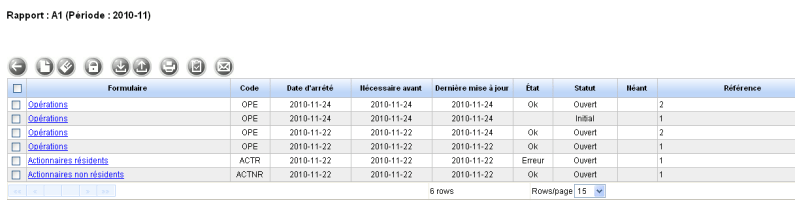 Rapport : A1 (Période : 2010-11)
Formulaire Code Date d'arrêté Nécessaire avant Dernière mise à jour État Statut Néant Référence
Opérations OPE 2010-11-24 2010-11-24 2010-11-24 Ok Ouvert 2
Opérations OPE 2010-11-24 2010-11-24 2010-11-24 Initial 1
Opérations OPE 2010-11-22 2010-11-22 2010-11-22 Ok Ouvert 2
Opérations OPE 2010-11-22 2010-11-22 2010-11-22 Ok Ouvert 1
Actionnaires résidents ACTR 2010-11-22 2010-11-22 2010-11-22 Erreur Ouvert 1
Actionnaires non résidents ACTNR 2010-11-22 2010-11-22 2010-11-22 Ok Ouvert 1
6 rows Rows/page 15